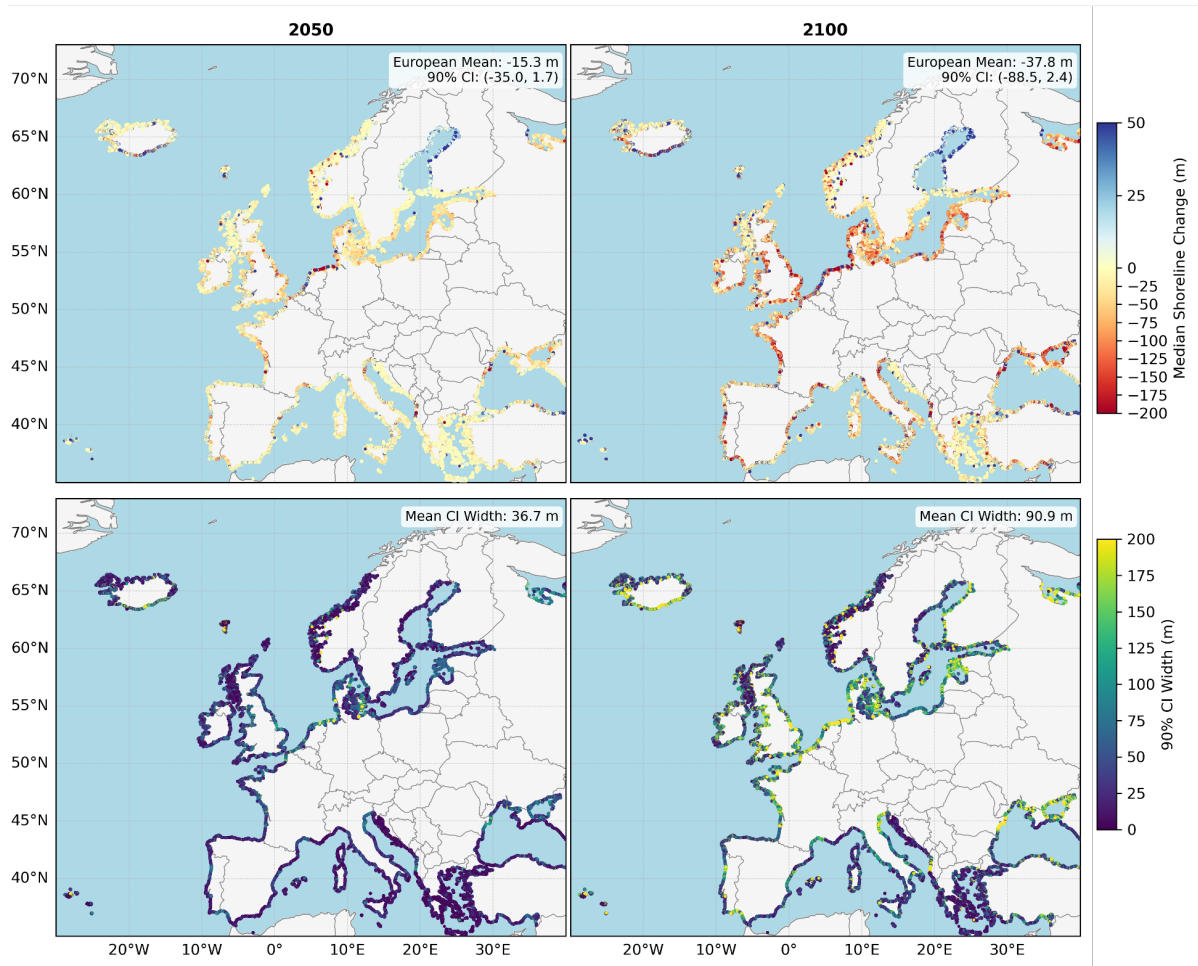 2050
2100
70°N
65°N
60°N
55°N
50°N
45°N
40°N
European Mean: -15.3 m
90% CI: (-35.0, 1.7)
European Mean: -37.8 m
90% CI: (-88.5, 2.4)
50
25
0
−25
−50
−75
−100
−125
−150
−175
−200
Median Shoreline Change (m)
70°N
65°N
60°N
55°N
50°N
45°N
40°N
Mean CI Width: 36.7 m
Mean CI Width: 90.9 m
200
175
150
125
100
75
50
25
0
90% CI Width (m)
20°W
10°W
0°
10°E
20°E
30°E
20°W
10°W
0°
10°E
20°E
30°E